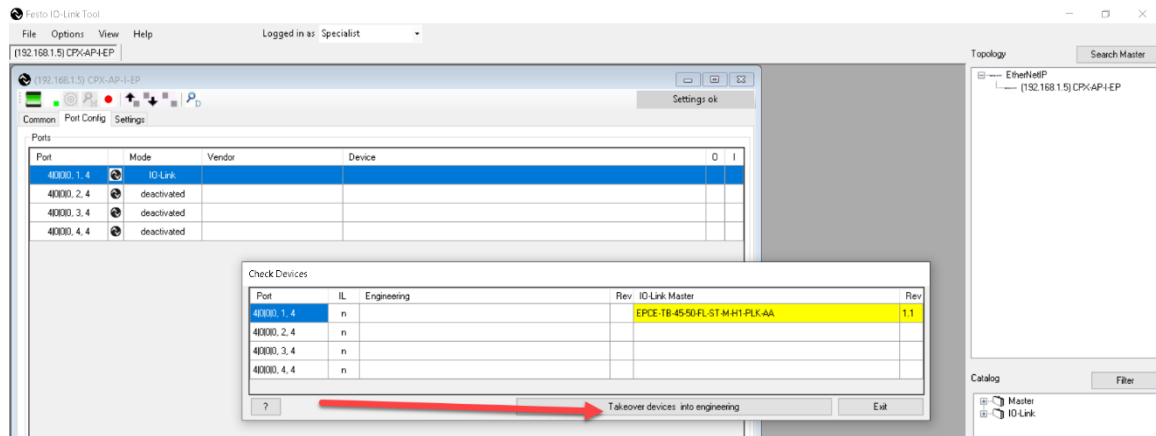 Festo IO-Link Tool
File Options View Help Logged in as Specialist
(192.168.1.5) CPX-AP-I-EP
Topology Search Master
EtherNetIP
(192.168.1.5) CPX-AP-I-EP
(192.168.1.5) CPX-AP-I-EP
Settings ok
Common Port Config Settings
Ports
Port Mode Vendor Device O I
4|0|0|0, 1, 4 IO-Link
4|0|0|0, 2, 4 deactivated
4|0|0|0, 3, 4 deactivated
4|0|0|0, 4, 4 deactivated
Check Devices
Port IL Engineering Rev IO-Link Master Rev
4|0|0|0, 1, 4 n EPCE-TB-45-50-FL-ST-M-H1-PLK-AA 1.1
4|0|0|0, 2, 4 n
4|0|0|0, 3, 4 n
4|0|0|0, 4, 4 n
? Takeover devices into engineering Exit
Catalog Filter
Master
IO-Link